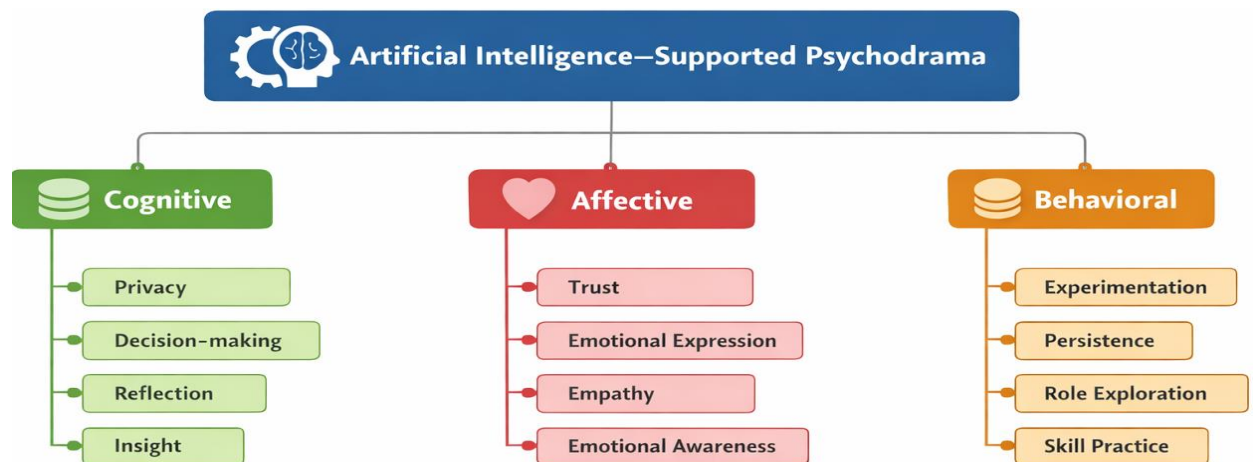 Artificial Intelligence—Supported Psychodrama
Cognitive
Privacy
Decision-making
Reflection
Insight
Affective
Trust
Emotional Expression
Empathy
Emotional Awareness
Behavioral
Experimentation
Persistence
Role Exploration
Skill Practice